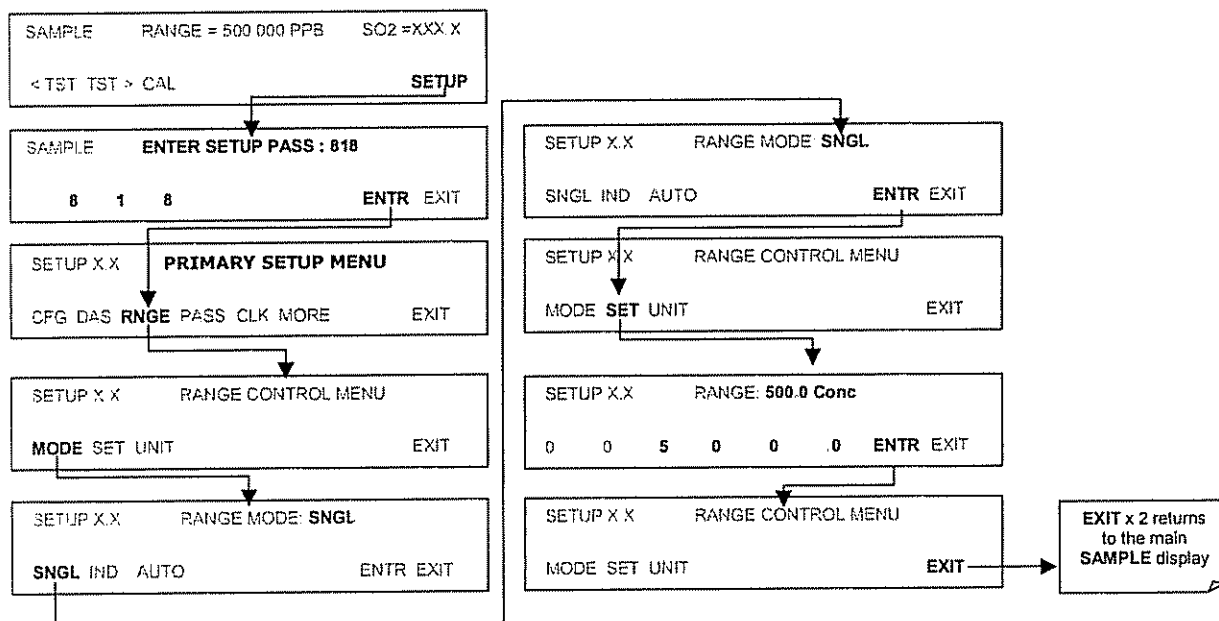 SAMPLE RANGE = 500 000 PPB SO2 =XXX X
< TST TST > CAL SETUP
SAMPLE ENTER SETUP PASS : 818
8 1 8 ENTR EXIT
SETUP X.X PRIMARY SETUP MENU
CFG DAS RNGE PASS CLK MORE EXIT
SETUP X X RANGE CONTROL MENU
MODE SET UNIT EXIT
SETUP X.X RANGE MODE: SNGL
SNGL IND AUTO ENTR EXIT
SETUP X.X RANGE MODE: SNGL
SNGL IND AUTO ENTR EXIT
SETUP X X RANGE CONTROL MENU
MODE SET UNIT EXIT
SETUP X.X RANGE: 500.0 Conc
0 0 5 0 0 .0 ENTR EXIT
SETUP X X RANGE CONTROL MENU
MODE SET UNIT EXIT
EXIT x 2 returns
to the main
SAMPLE display